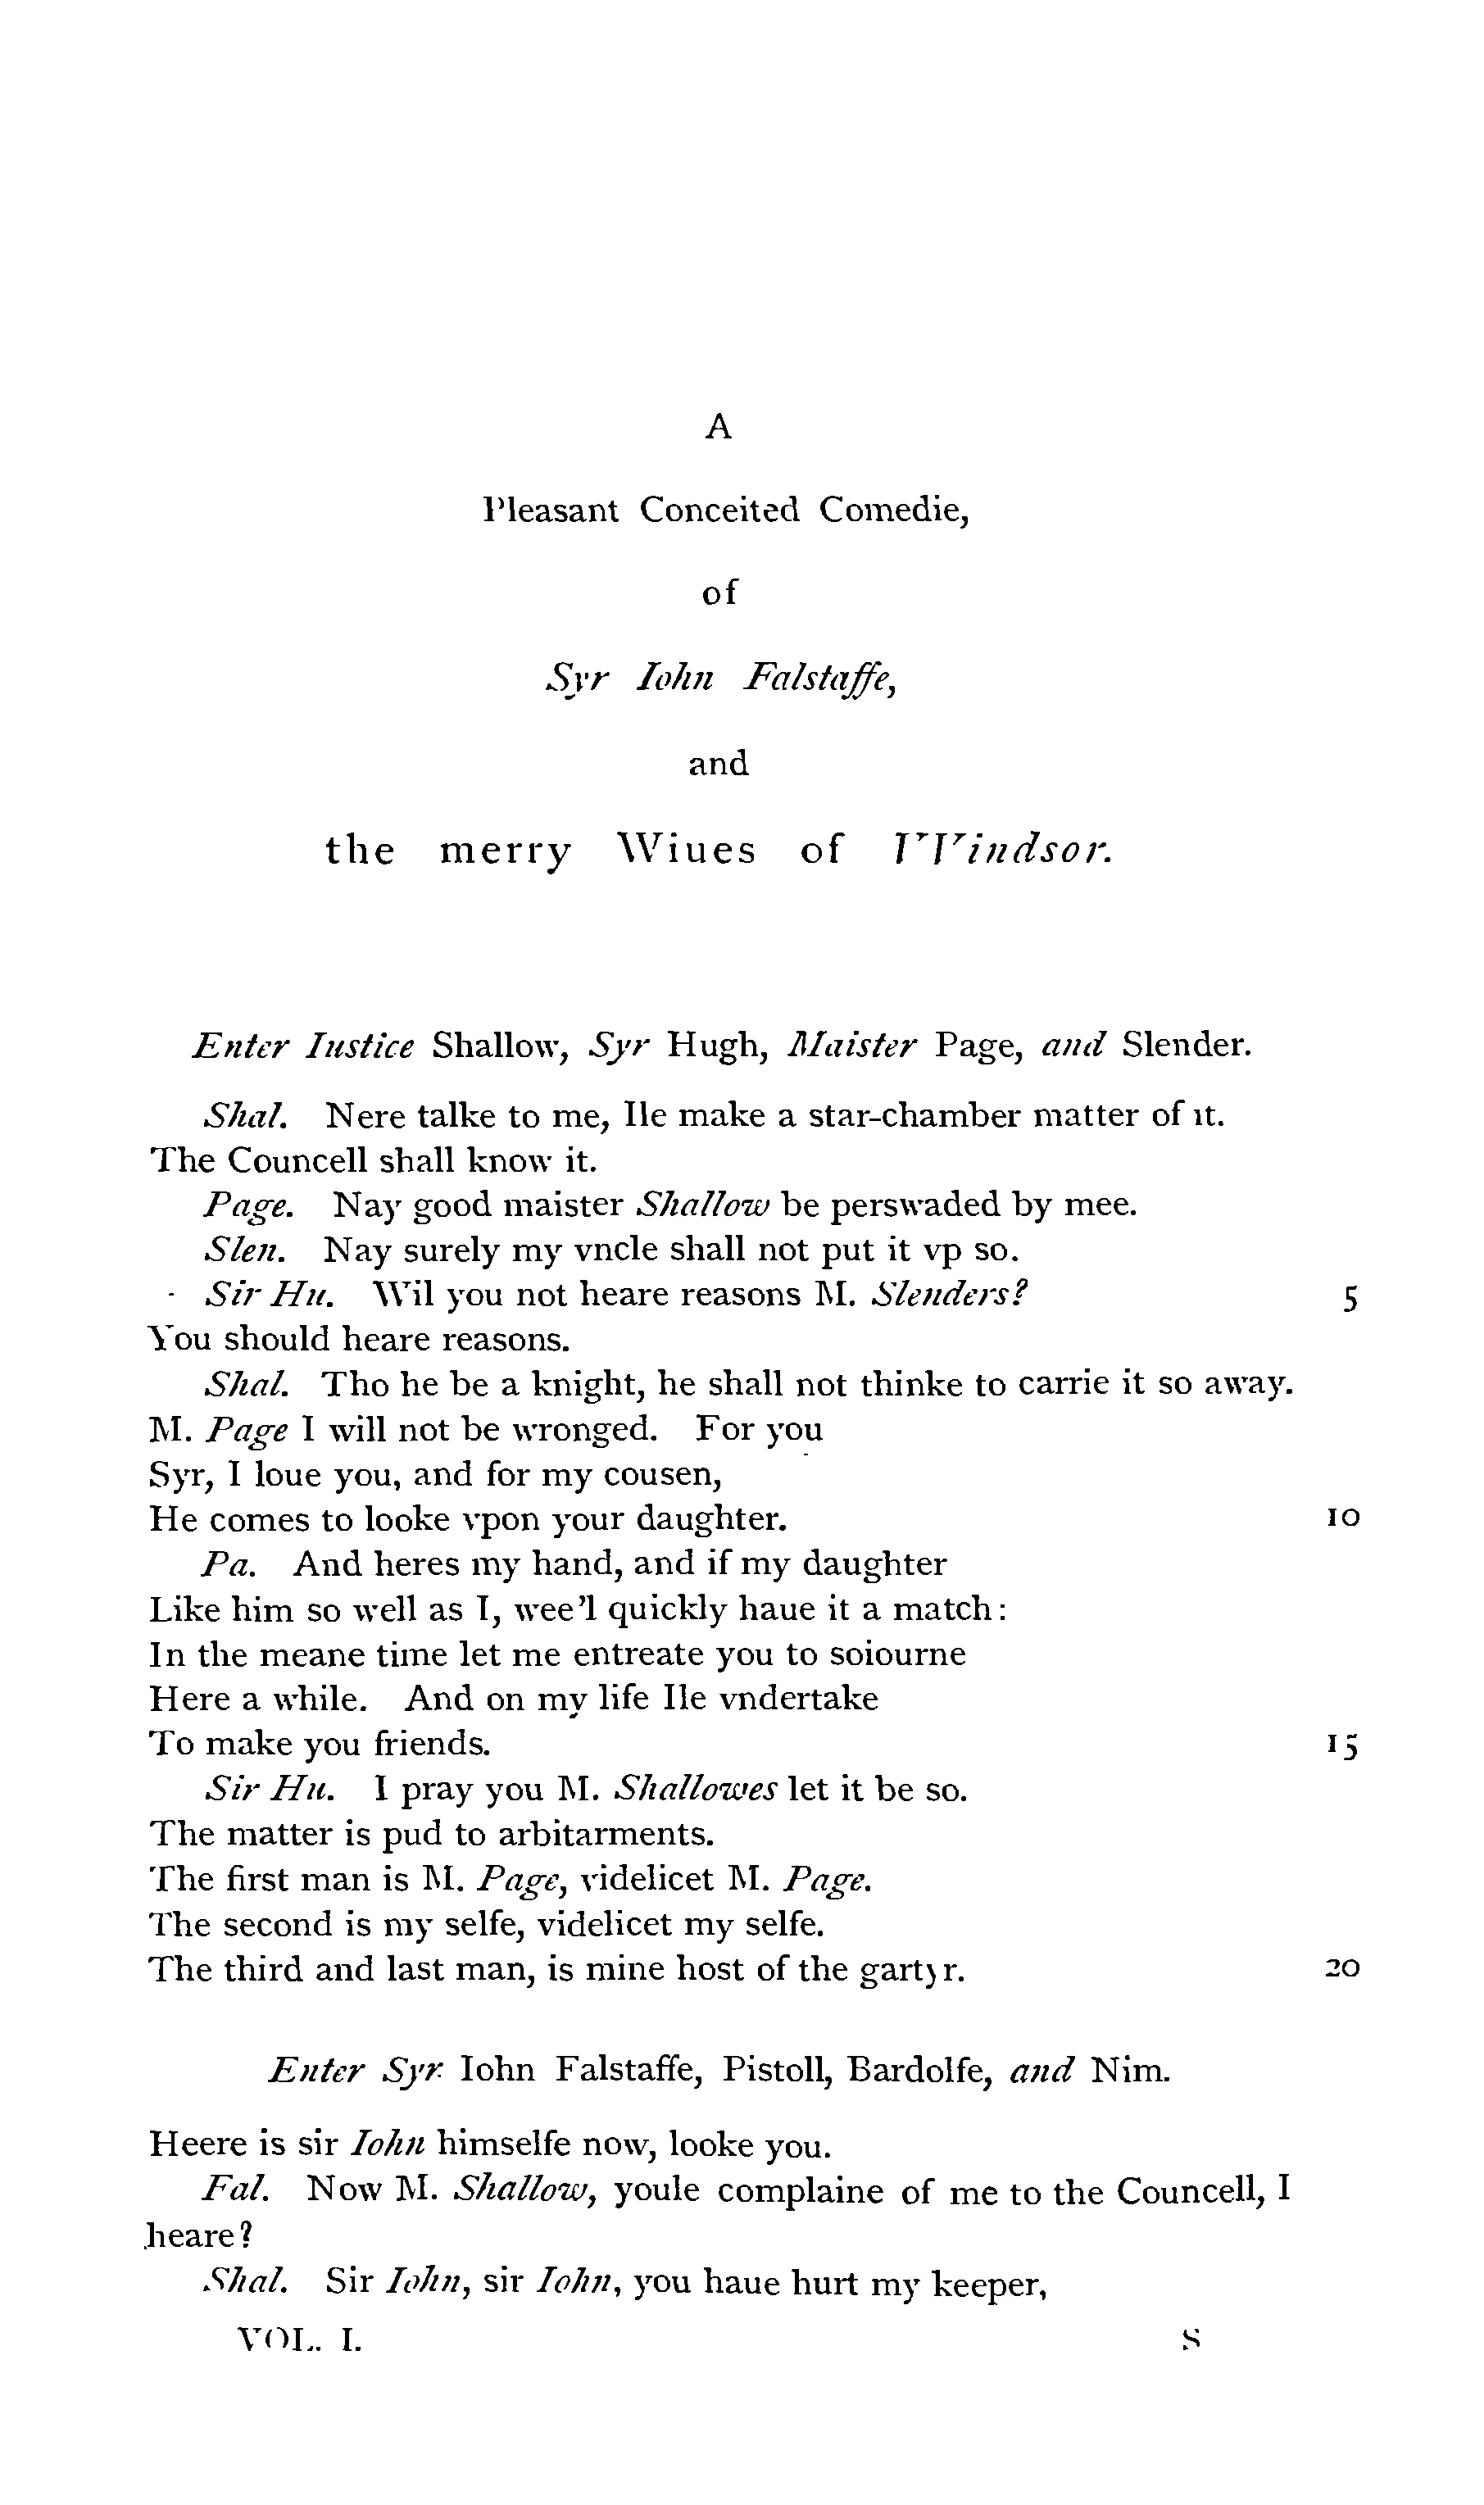 A
Pleasant Conceited Comedie,
of
Syr Iohn Falstaffe,
and
the merry Wiues of VVindsor.
Enter Iustice Shallow, Syr Hugh, Maister Page, and Slender.
Shal. Nere talke to me, Ile make a star-chamber matter of it.
The Councell shall know it.
Page. Nay good maister Shallow be perswaded by mee.
Slen. Nay surely my vncle shall not put it vp so.
Sir Hu. Wil you not heare reasons M. Slenders? 5
You should heare reasons.
Shal. Tho he be a knight, he shall not thinke to carrie it so away.
M. Page I will not be wronged. For you
Syr, I loue you, and for my cousen,
He comes to looke vpon your daughter. 10
Pa. And heres my hand, and if my daughter
Like him so well as I, wee'l quickly haue it a match:
In the meane time let me entreate you to soiourne
Here a while. And on my life Ile vndertake
To make you friends. 15
Sir Hu. I pray you M. Shallowes let it be so.
The matter is pud to arbitarments.
The first man is M. Page, videlicet M. Page.
The second is my selfe, videlicet my selfe.
The third and last man, is mine host of the gartyr. 20
Enter Syr Iohn Falstaffe, Pistoll, Bardolfe, and Nim.
Heere is sir Iohn himselfe now, looke you.
Fal. Now M. Shallow, youle complaine of me to the Councell, I
heare?
Shal. Sir Iohn, sir Iohn, you haue hurt my keeper,
VOL. I. S